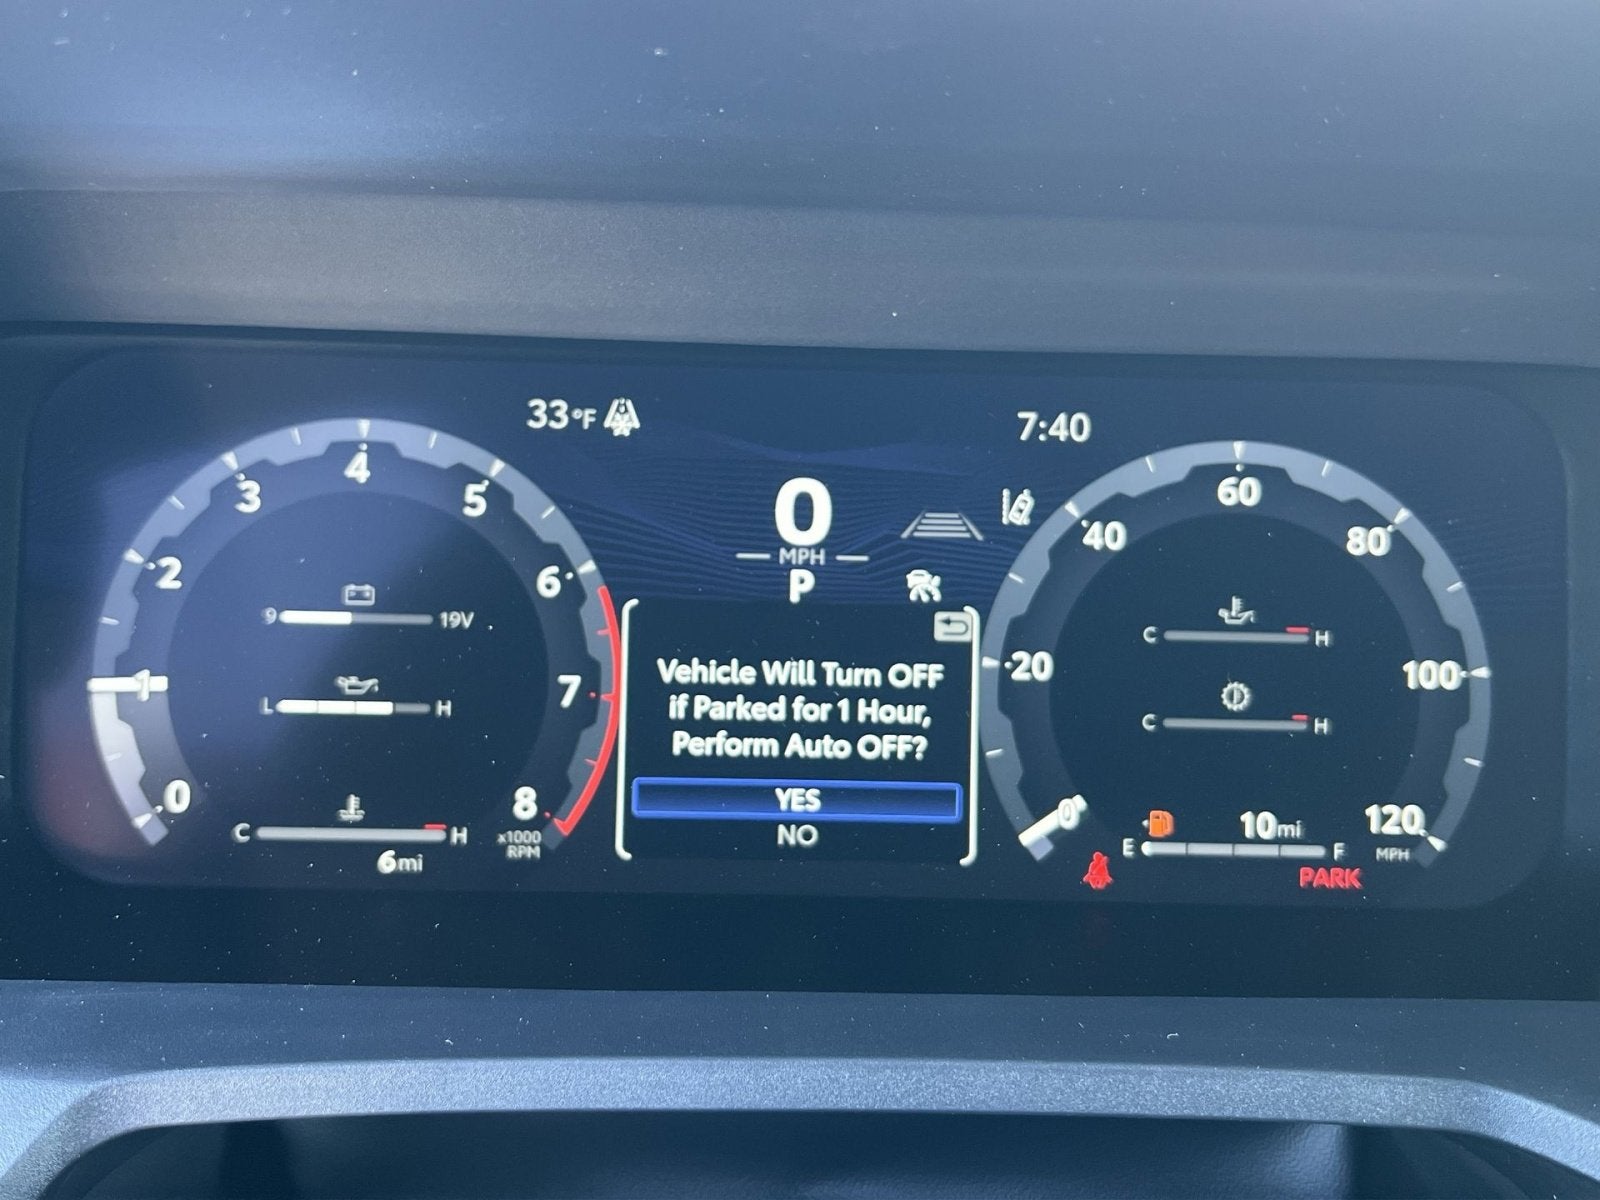 33°F
7:40
0
MPH
P
0
1
2
3
4
5
6
7
8
x1000
RPM
9 19V
L H
C H
6mi
Vehicle Will Turn OFF
if Parked for 1 Hour,
Perform Auto OFF?
YES
NO
0
20
40
60
80
100
120
MPH
C H
C H
10mi
E F
PARK